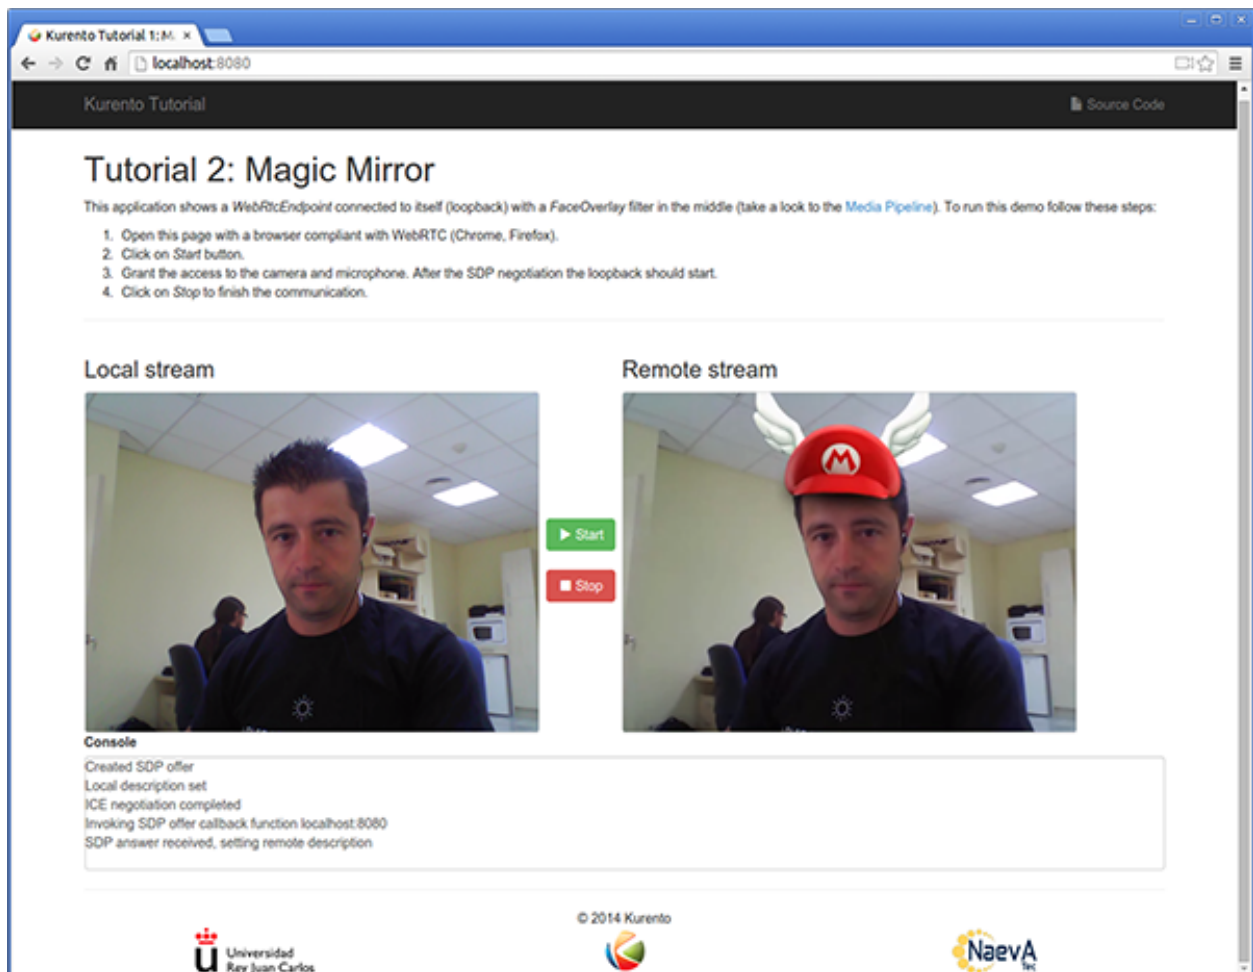 Kurento Tutorial 1: M
localhost:8080
Kurento Tutorial
Source Code
Tutorial 2: Magic Mirror
This application shows a WebRtcEndpoint connected to itself (loopback) with a FaceOverlay filter in the middle (take a look to the Media Pipeline). To run this demo follow these steps:
1. Open this page with a browser compliant with WebRTC (Chrome, Firefox).
2. Click on Start button.
3. Grant the access to the camera and microphone. After the SDP negotiation the loopback should start.
4. Click on Stop to finish the communication.
Local stream
Remote stream
M
Start
Stop
Console
Created SDP offer
Local description set
ICE negotiation completed
Invoking SDP offer callback function localhost:8080
SDP answer received, setting remote description
© 2014 Kurento
u Universidad
Rey Juan Carlos
NaevA
Tec